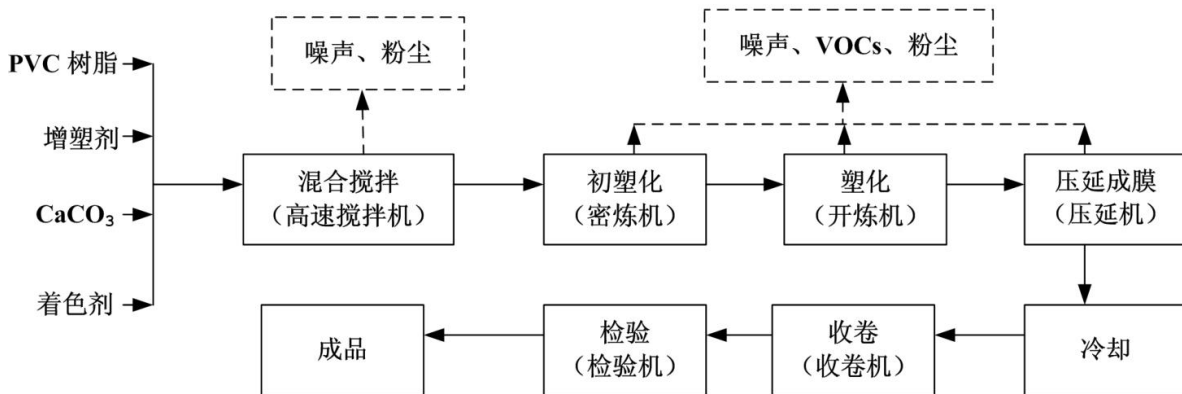 噪声、粉尘
噪声、VOCs、粉尘
PVC 树脂
增塑剂
CaCO₃
着色剂
混合搅拌
（高速搅拌机）
初塑化
（密炼机）
塑化
（开炼机）
压延成膜
（压延机）
冷却
收卷
（收卷机）
检验
（检验机）
成品